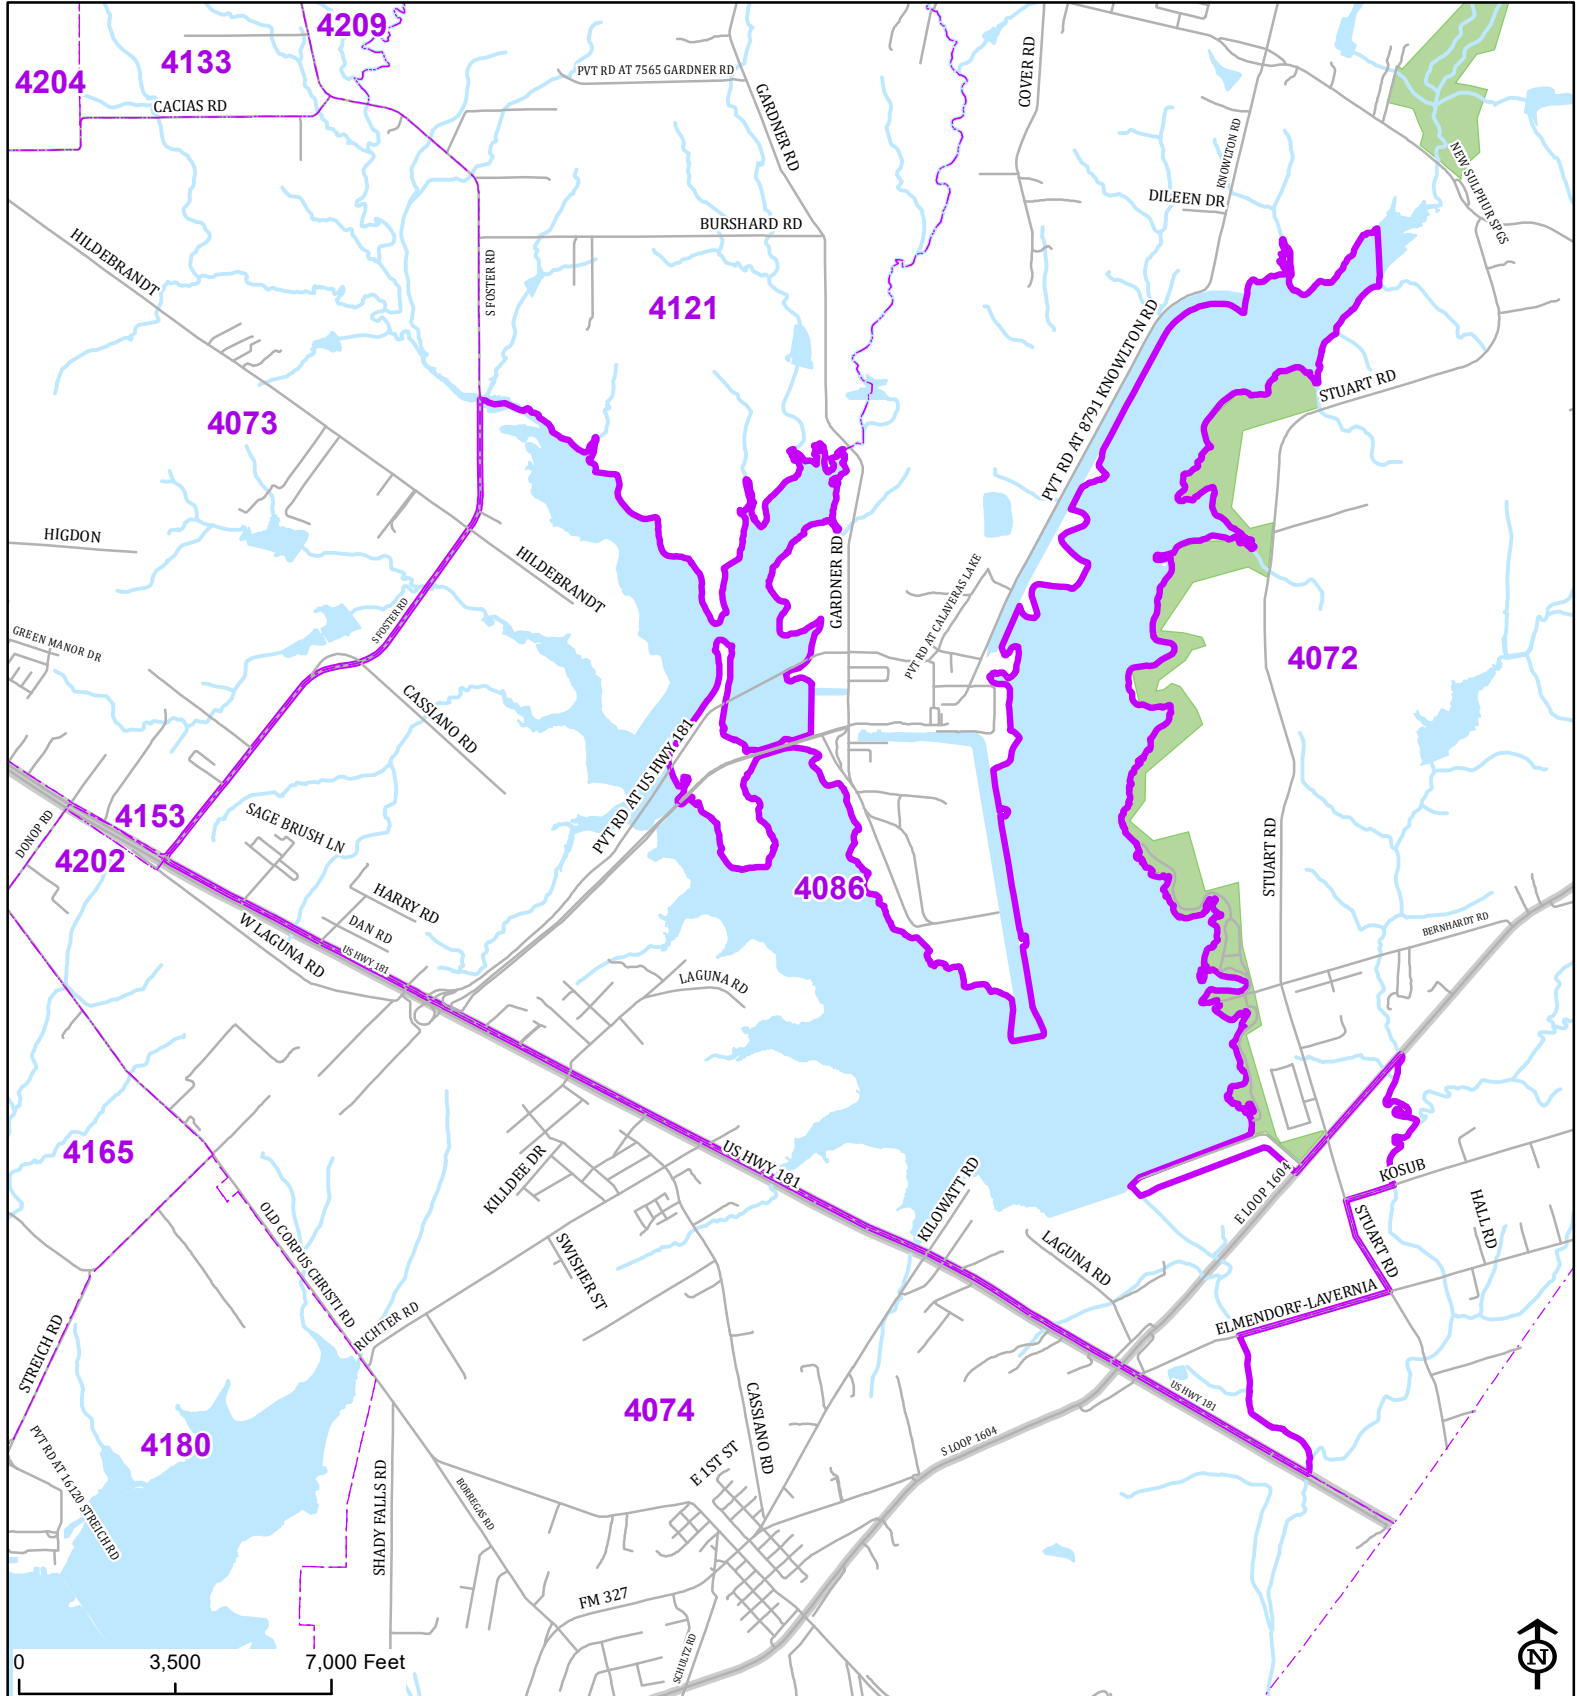 4209
4133
4204
CACIAS RD
PVT RD AT 7565 GARDNER RD
GARDNER RD
COVER RD
KNOWLTON RD
NEW SULPHUR SPGS
DILEEN DR
BURSHARD RD
HILDEBRANDT
S FOSTER RD
4121
PVT RD AT 8791 KNOWLTON RD
STUART RD
4073
HIGDON
HILDEBRANDT
GARDNER RD
PVT RD AT CALAVERAS LAKE
S FOSTER RD
GREEN MANOR DR
4072
CASSIANO RD
PVT RD AT US HWY 181
4153
DONOP RD
SAGE BRUSH LN
4202
STUART RD
4086
HARRY RD
DAN RD
W LAGUNA RD
US HWY 181
BERNHARDT RD
LAGUNA RD
4165
KILLDEE DR
US HWY 181
KILOWATT RD
E LOOP 1604
KOSUB
HALL RD
STUART RD
OLD CORPUS CHRISTI RD
SWISHER ST
LAGUNA RD
ELMENDORF-LAVERNIA
RICHTER RD
STREICH RD
US HWY 181
4074
CASSIANO RD
S LOOP 1604
4180
E 1ST ST
PVT RD AT 16120 STREICH RD
SHADY FALLS RD
BORREGAS RD
FM 327
SCHULTZ RD
0 3,500 7,000 Feet
N